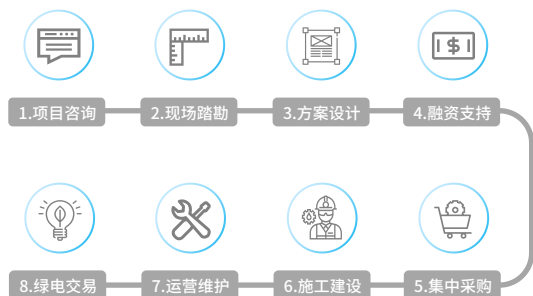 1.项目咨询
2.现场踏勘
3.方案设计
4.融资支持
5.集中采购
6.施工建设
7.运营维护
8.绿电交易